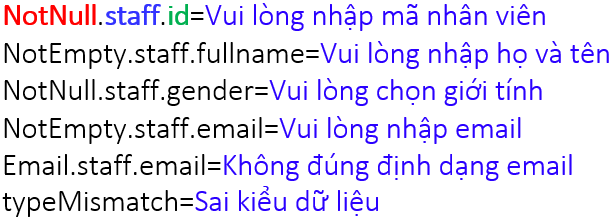 NotNull.staff.id=Vui lòng nhập mã nhân viên
NotEmpty.staff.fullname=Vui lòng nhập họ và tên
NotNull.staff.gender=Vui lòng chọn giới tính
NotEmpty.staff.email=Vui lòng nhập email
Email.staff.email=Không đúng định dạng email
typeMismatch=Sai kiểu dữ liệu